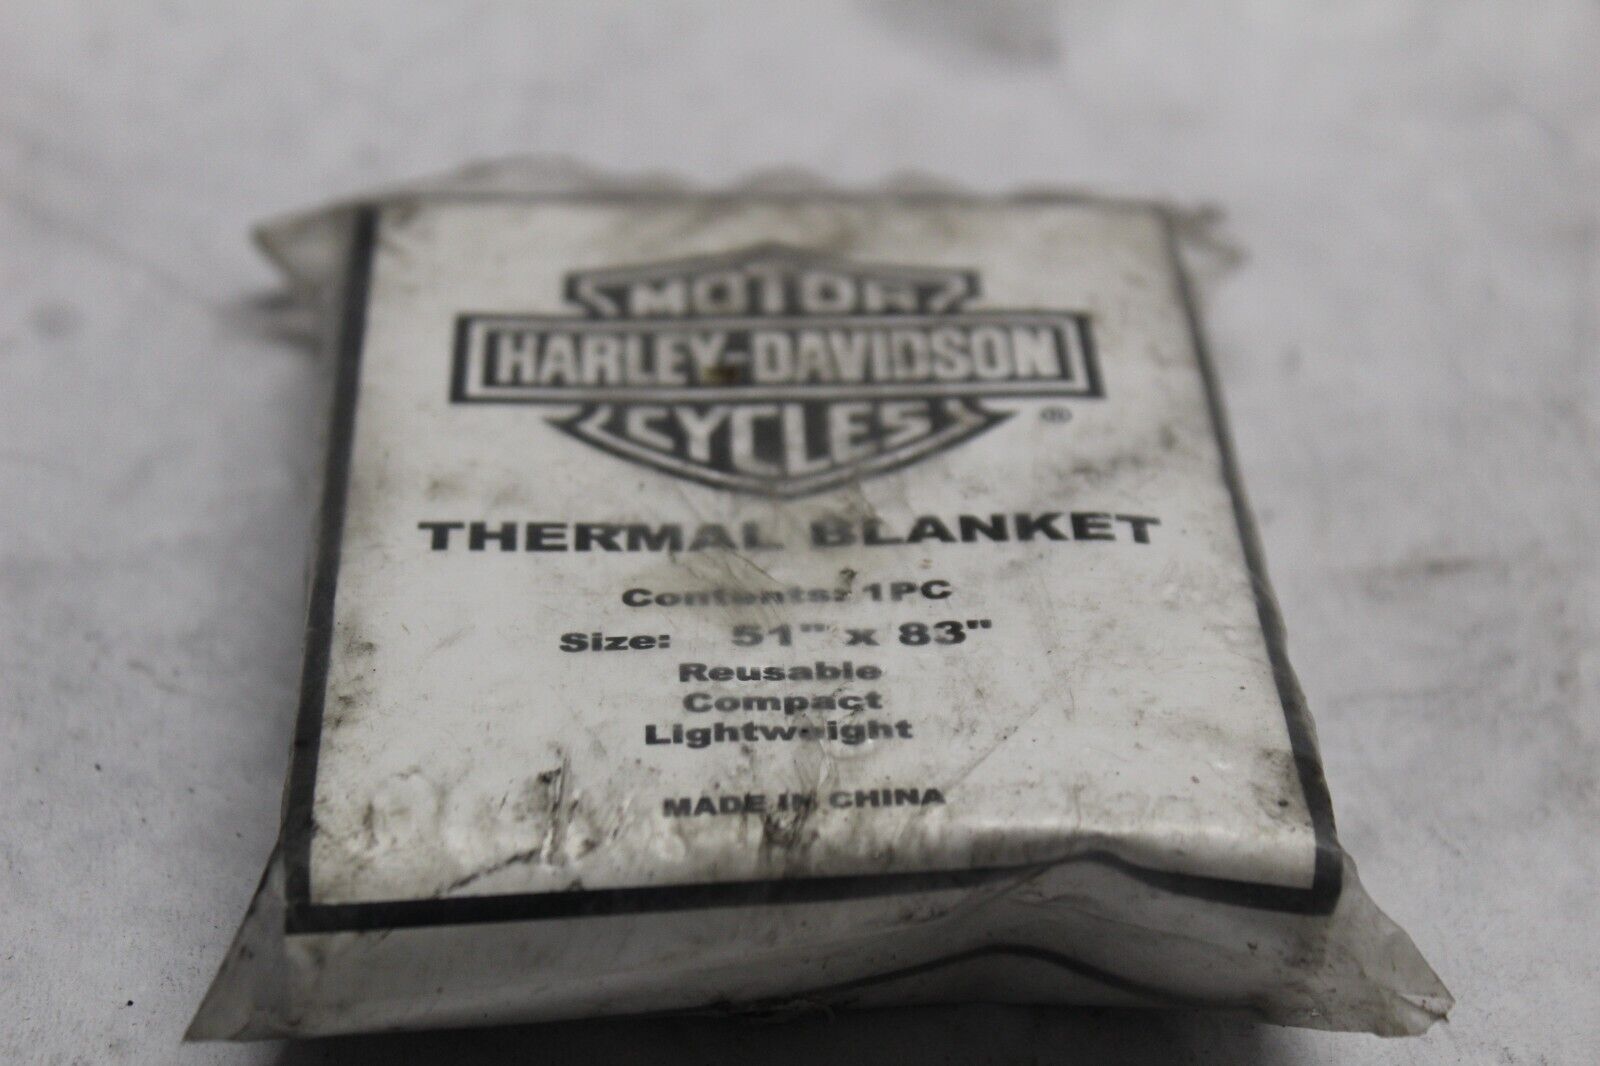 MOTOR
HARLEY-DAVIDSON
CYCLES
®
THERMAL BLANKET
Contents: 1PC
Size: 51" x 83"
Reusable
Compact
Lightweight
MADE IN CHINA